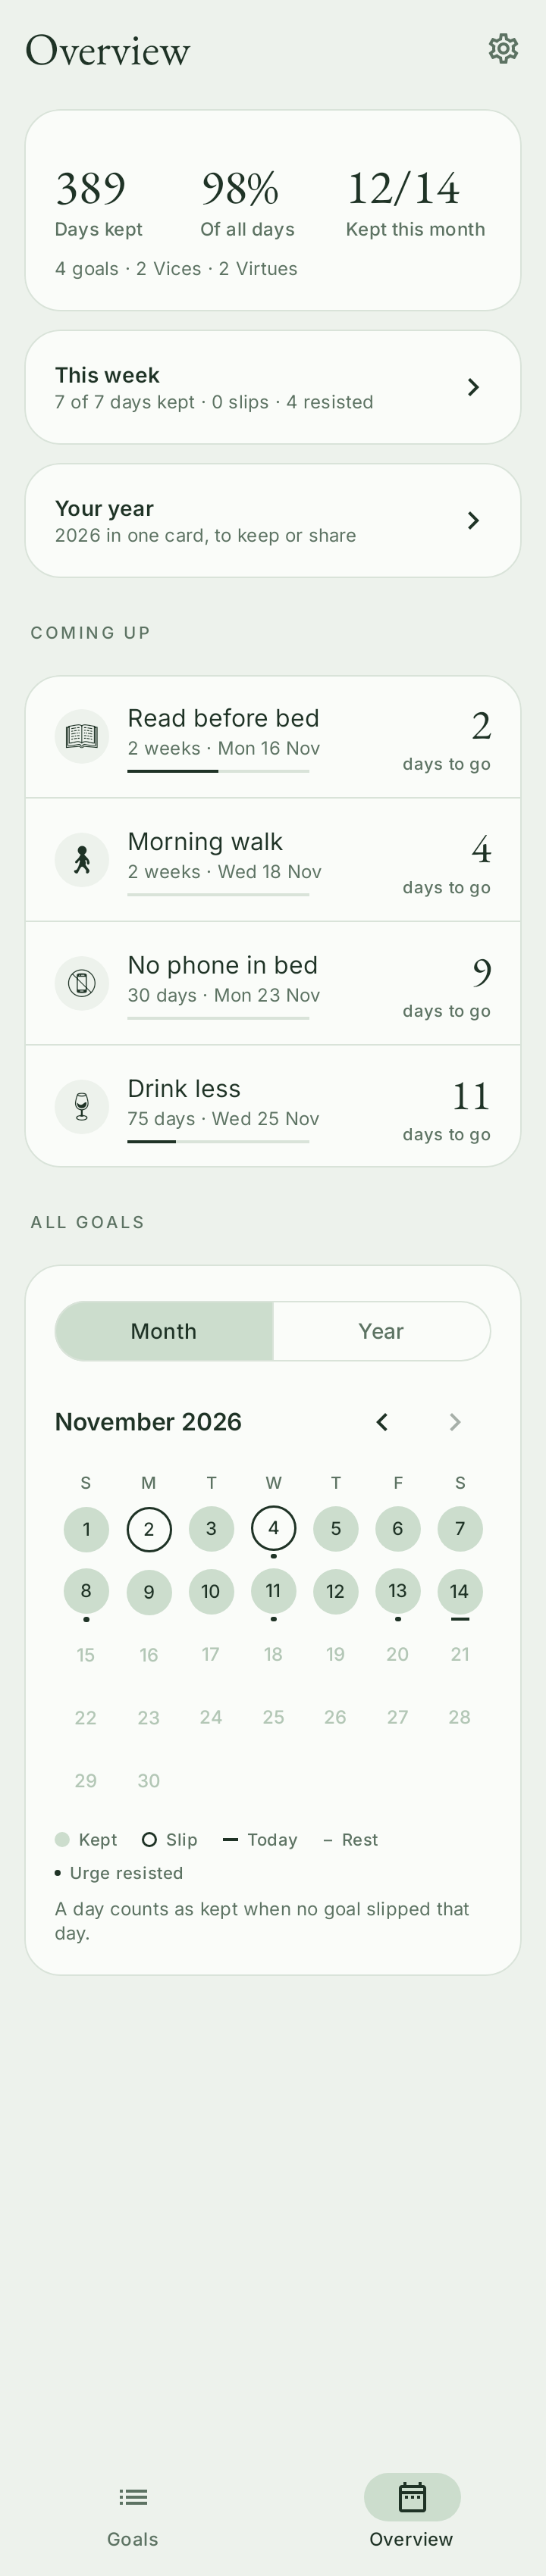 Overview
389 98% 12/14
Days kept Of all days Kept this month
4 goals · 2 Vices · 2 Virtues
This week
7 of 7 days kept · 0 slips · 4 resisted
Your year
2026 in one card, to keep or share
COMING UP
Read before bed
2 weeks · Mon 16 Nov
2
days to go
Morning walk
2 weeks · Wed 18 Nov
4
days to go
No phone in bed
30 days · Mon 23 Nov
9
days to go
Drink less
75 days · Wed 25 Nov
11
days to go
ALL GOALS
Month Year
November 2026
S M T W T F S
1 2 3 4 5 6 7
8 9 10 11 12 13 14
15 16 17 18 19 20 21
22 23 24 25 26 27 28
29 30
Kept Slip Today – Rest
Urge resisted
A day counts as kept when no goal slipped that
day.
Goals Overview